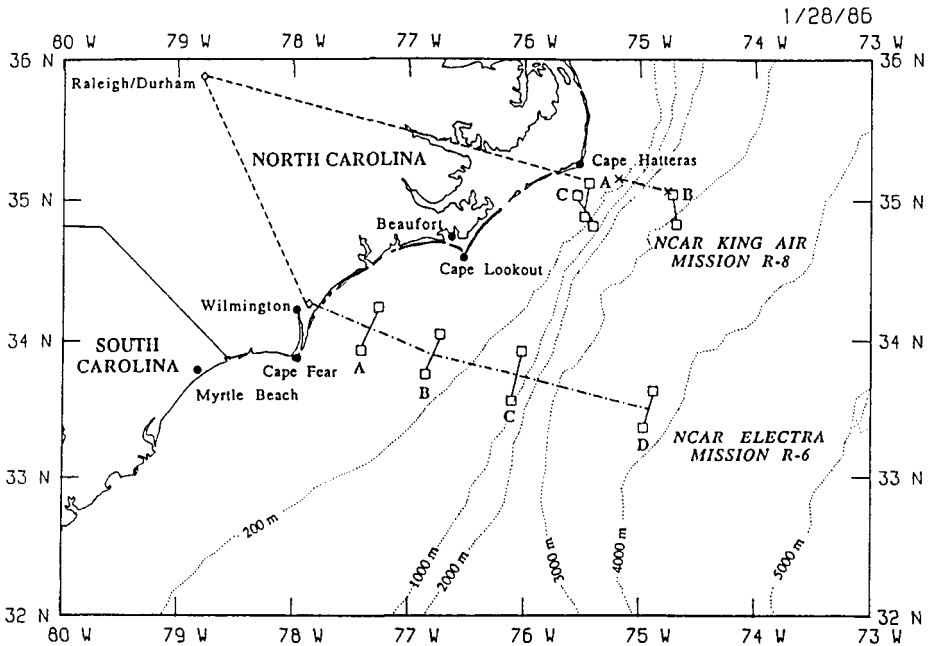 1/28/86
80 W 79 W 78 W 77 W 76 W 75 W 74 W 73 W
36 N 36 N
Raleigh/Durham
NORTH CAROLINA
Cape Hatteras
A
B
C
35 N 35 N
Beaufort
NCAR KING AIR
MISSION R-8
Cape Lookout
Wilmington
34 N 34 N
SOUTH
CAROLINA
Cape Fear
A
B
Myrtle Beach
C
D
NCAR ELECTRA
MISSION R-6
33 N 33 N
200 m
1000 m
2000 m
3000 m
4000 m
5000 m
32 N 32 N
80 W 79 W 78 W 77 W 76 W 75 W 74 W 73 W